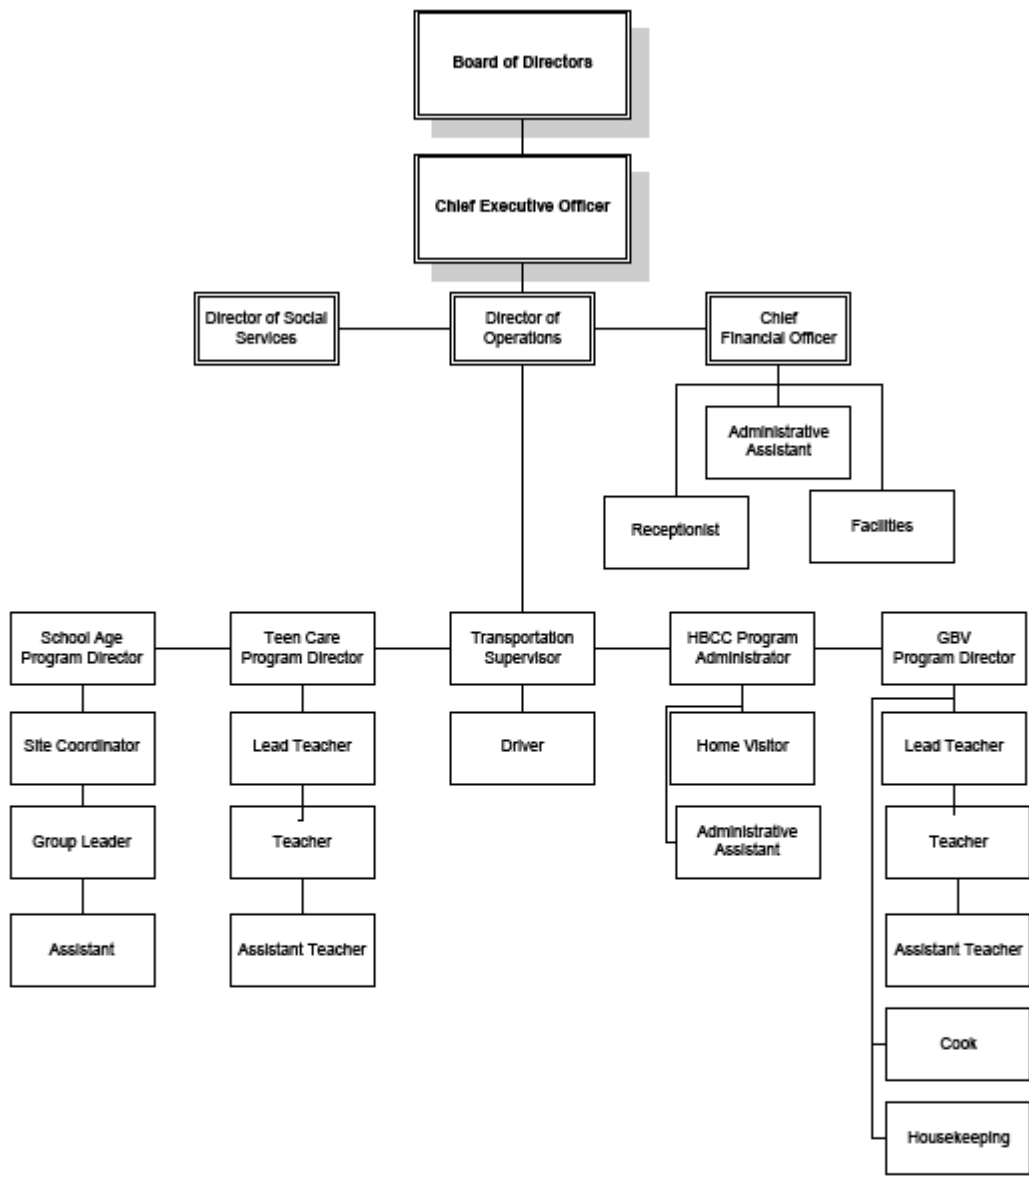 Board of Directors
Chief Executive Officer
Director of Social
Services
Director of
Operations
Chief
Financial Officer
Administrative
Assistant
Receptionist
Facilities
School Age
Program Director
Teen Care
Program Director
Transportation
Supervisor
HBCC Program
Administrator
GBV
Program Director
Site Coordinator
Lead Teacher
Driver
Home Visitor
Lead Teacher
Group Leader
Teacher
Administrative
Assistant
Teacher
Assistant
Assistant Teacher
Assistant Teacher
Cook
Housekeeping